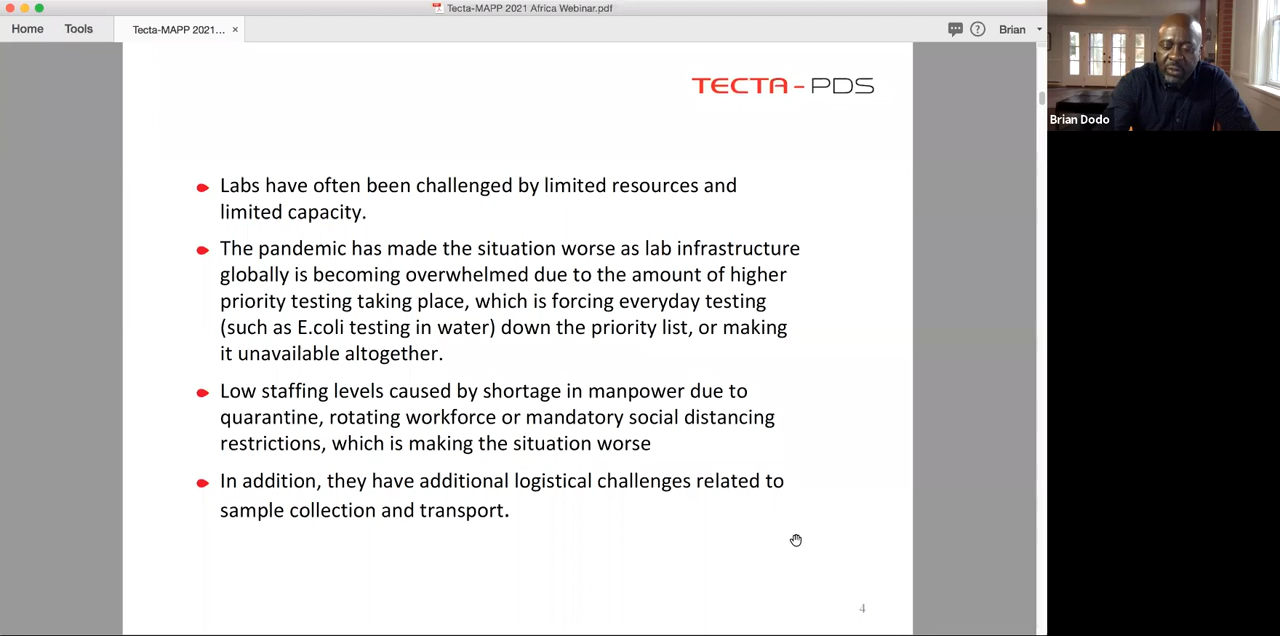 Tecta-MAPP 2021 Africa Webinar.pdf
Home Tools Tecta-MAPP 2021... × Brian
Brian Dodo
TECTA-PDS
Labs have often been challenged by limited resources and
limited capacity.
The pandemic has made the situation worse as lab infrastructure
globally is becoming overwhelmed due to the amount of higher
priority testing taking place, which is forcing everyday testing
(such as E.coli testing in water) down the priority list, or making
it unavailable altogether.
Low staffing levels caused by shortage in manpower due to
quarantine, rotating workforce or mandatory social distancing
restrictions, which is making the situation worse
In addition, they have additional logistical challenges related to
sample collection and transport.
4